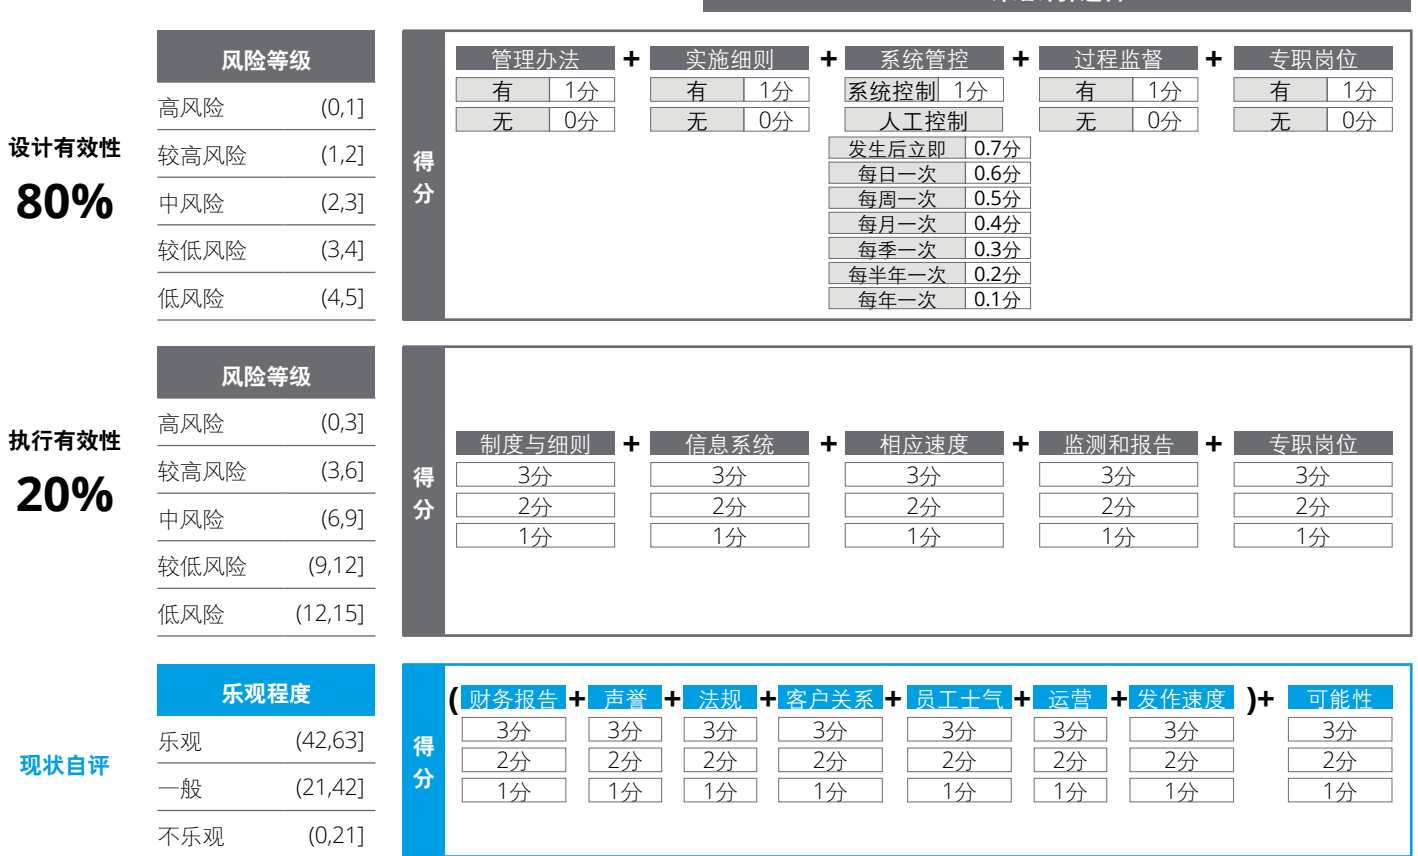 风险等级
高风险 (0,1]
较高风险 (1,2]
中风险 (2,3]
较低风险 (3,4]
低风险 (4,5]
设计有效性
80%
得分
管理办法 + 实施细则 + 系统管控 + 过程监督 + 专职岗位
有 1分 有 1分 系统控制 1分 有 1分 有 1分
无 0分 无 0分 人工控制 无 0分 无 0分
发生后立即 0.7分
每日一次 0.6分
每周一次 0.5分
每月一次 0.4分
每季一次 0.3分
每半年一次 0.2分
每年一次 0.1分
风险等级
高风险 (0,3]
较高风险 (3,6]
中风险 (6,9]
较低风险 (9,12]
低风险 (12,15]
执行有效性
20%
得分
制度与细则 + 信息系统 + 相应速度 + 监测和报告 + 专职岗位
3分 3分 3分 3分 3分
2分 2分 2分 2分 2分
1分 1分 1分 1分 1分
乐观程度
乐观 (42,63]
一般 (21,42]
不乐观 (0,21]
现状自评
得分
( 财务报告 + 声誉 + 法规 + 客户关系 + 员工士气 + 运营 + 发作速度 )+ 可能性
3分 3分 3分 3分 3分 3分 3分 3分
2分 2分 2分 2分 2分 2分 2分 2分
1分 1分 1分 1分 1分 1分 1分 1分